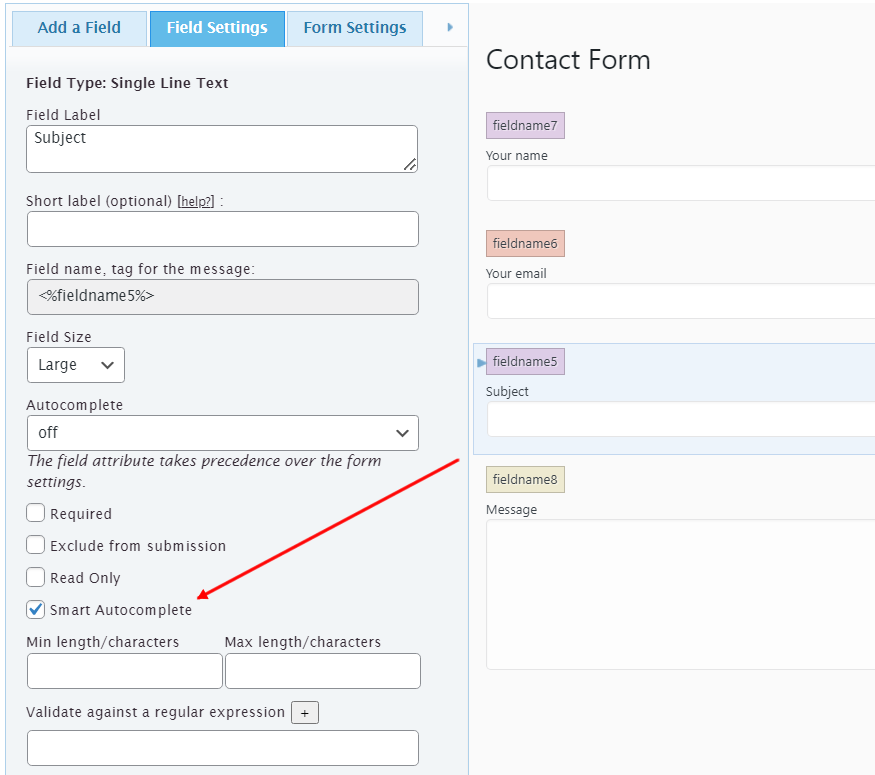 Add a Field
Field Settings
Form Settings
Field Type: Single Line Text
Field Label
Subject
Short label (optional) [help?] :
Field name, tag for the message:
<%fieldname5%>
Field Size
Large
Autocomplete
off
The field attribute takes precedence over the form
settings.
Required
Exclude from submission
Read Only
Smart Autocomplete
Min length/characters
Max length/characters
Validate against a regular expression +
Contact Form
fieldname7
Your name
fieldname6
Your email
fieldname5
Subject
fieldname8
Message